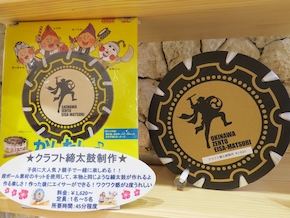 OKINAWA
ZENTO
EISA-MATSURI
★クラフト締太鼓制作★
子供に大人気♪親子で一緒に楽しめる！！
段ボール素材のキットを使用して、本物と同じような締太鼓が作れるよ
作る楽しさ！作った後にエイサーができる！ワクワク感が2度うれしい
料金：￥1,620～
定員：1名～5名
所要時間：45分程度
OKINAWA
ZENTO
EISA-MATSURI